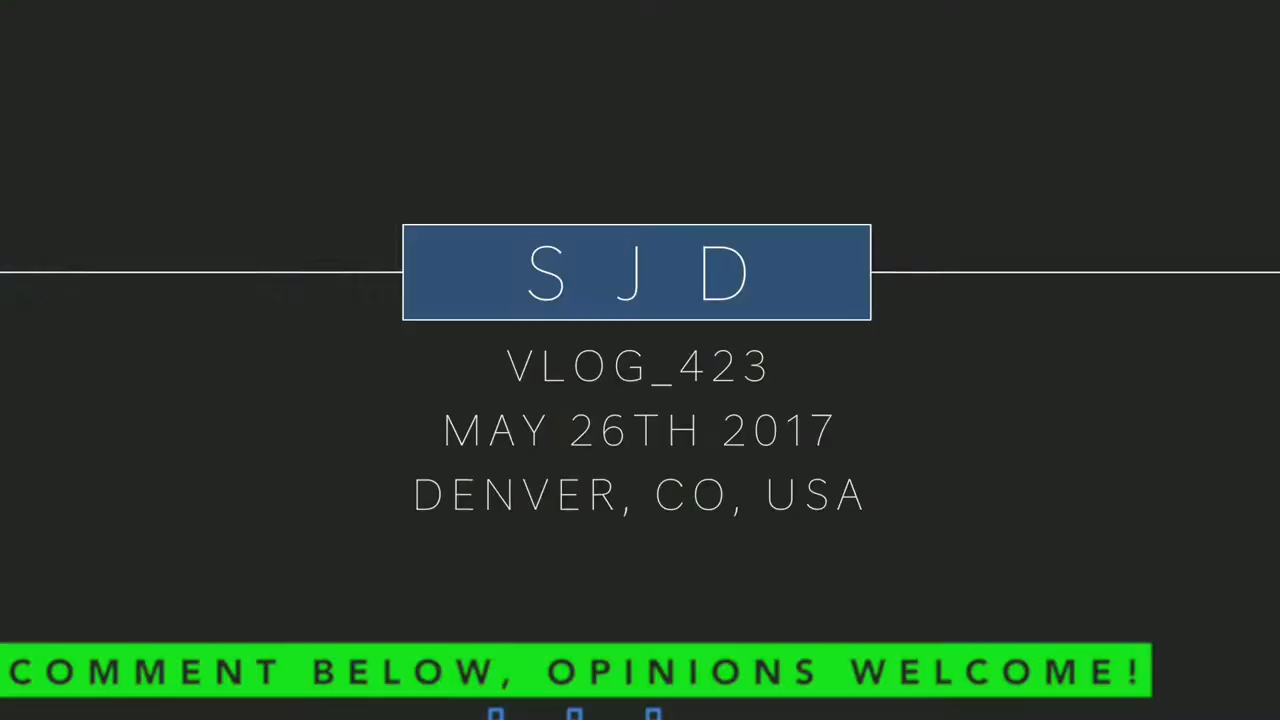 S J D
VLOG_423
MAY 26TH 2017
DENVER, CO, USA
COMMENT BELOW, OPINIONS WELCOME!